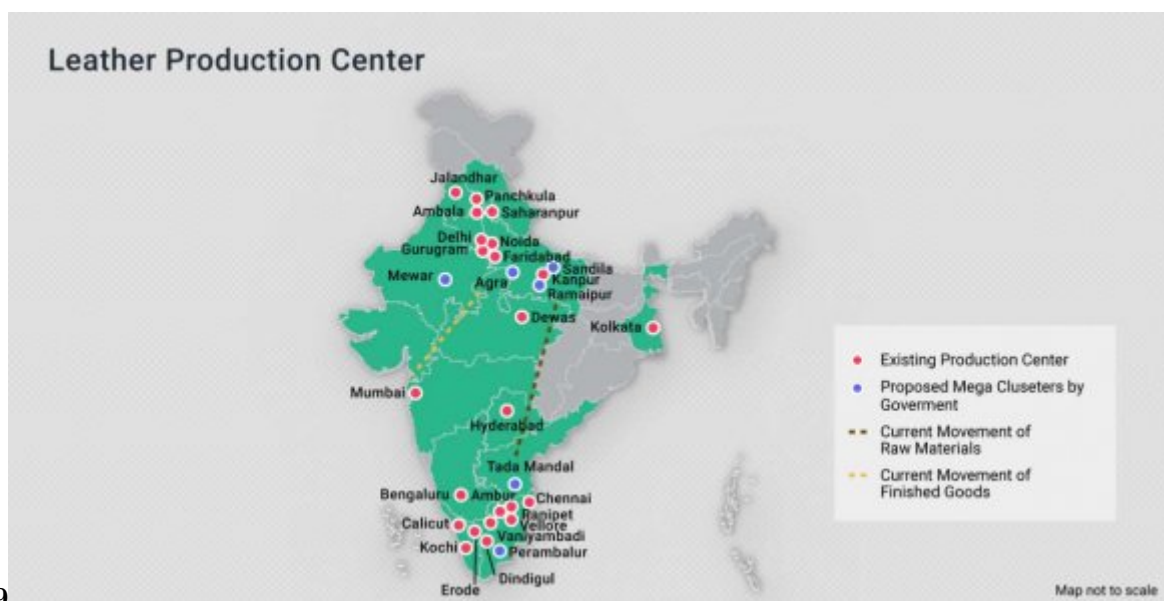 Leather Production Center
Jalandhar
Panchkula
Ambala
Saharanpur
Delhi
Noida
Gurugram
Faridabad
Mewar
Agra
Sandila
Kanpur
Ramaipur
Dewas
Kolkata
Mumbai
Hyderabad
Tada Mandal
Bengaluru
Ambur
Chennai
Ranipet
Calicut
Vellore
Vaniyambadi
Kochi
Perambalur
Dindigul
Erode
Existing Production Center
Proposed Mega Cluseters by
Goverment
Current Movement of
Raw Materials
Current Movement of
Finished Goods
Map not to scale
9